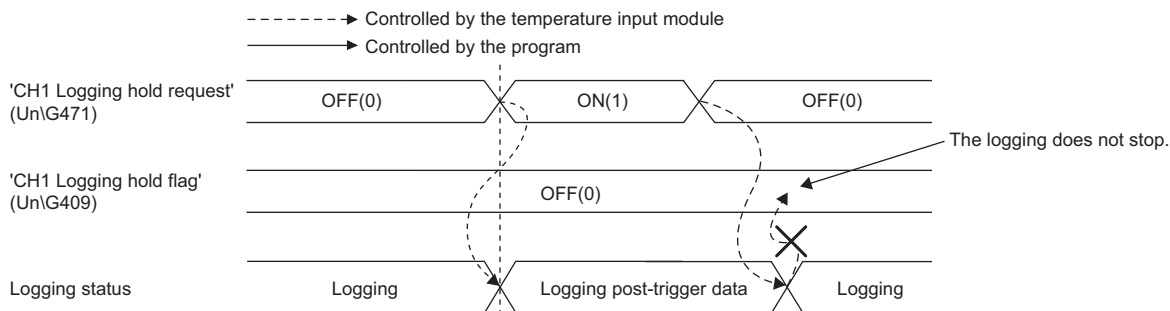 Controlled by the temperature input module
Controlled by the program
'CH1 Logging hold request'
(Un\G471)
OFF(0)
ON(1)
OFF(0)
The logging does not stop.
'CH1 Logging hold flag'
(Un\G409)
OFF(0)
Logging status
Logging
Logging post-trigger data
Logging